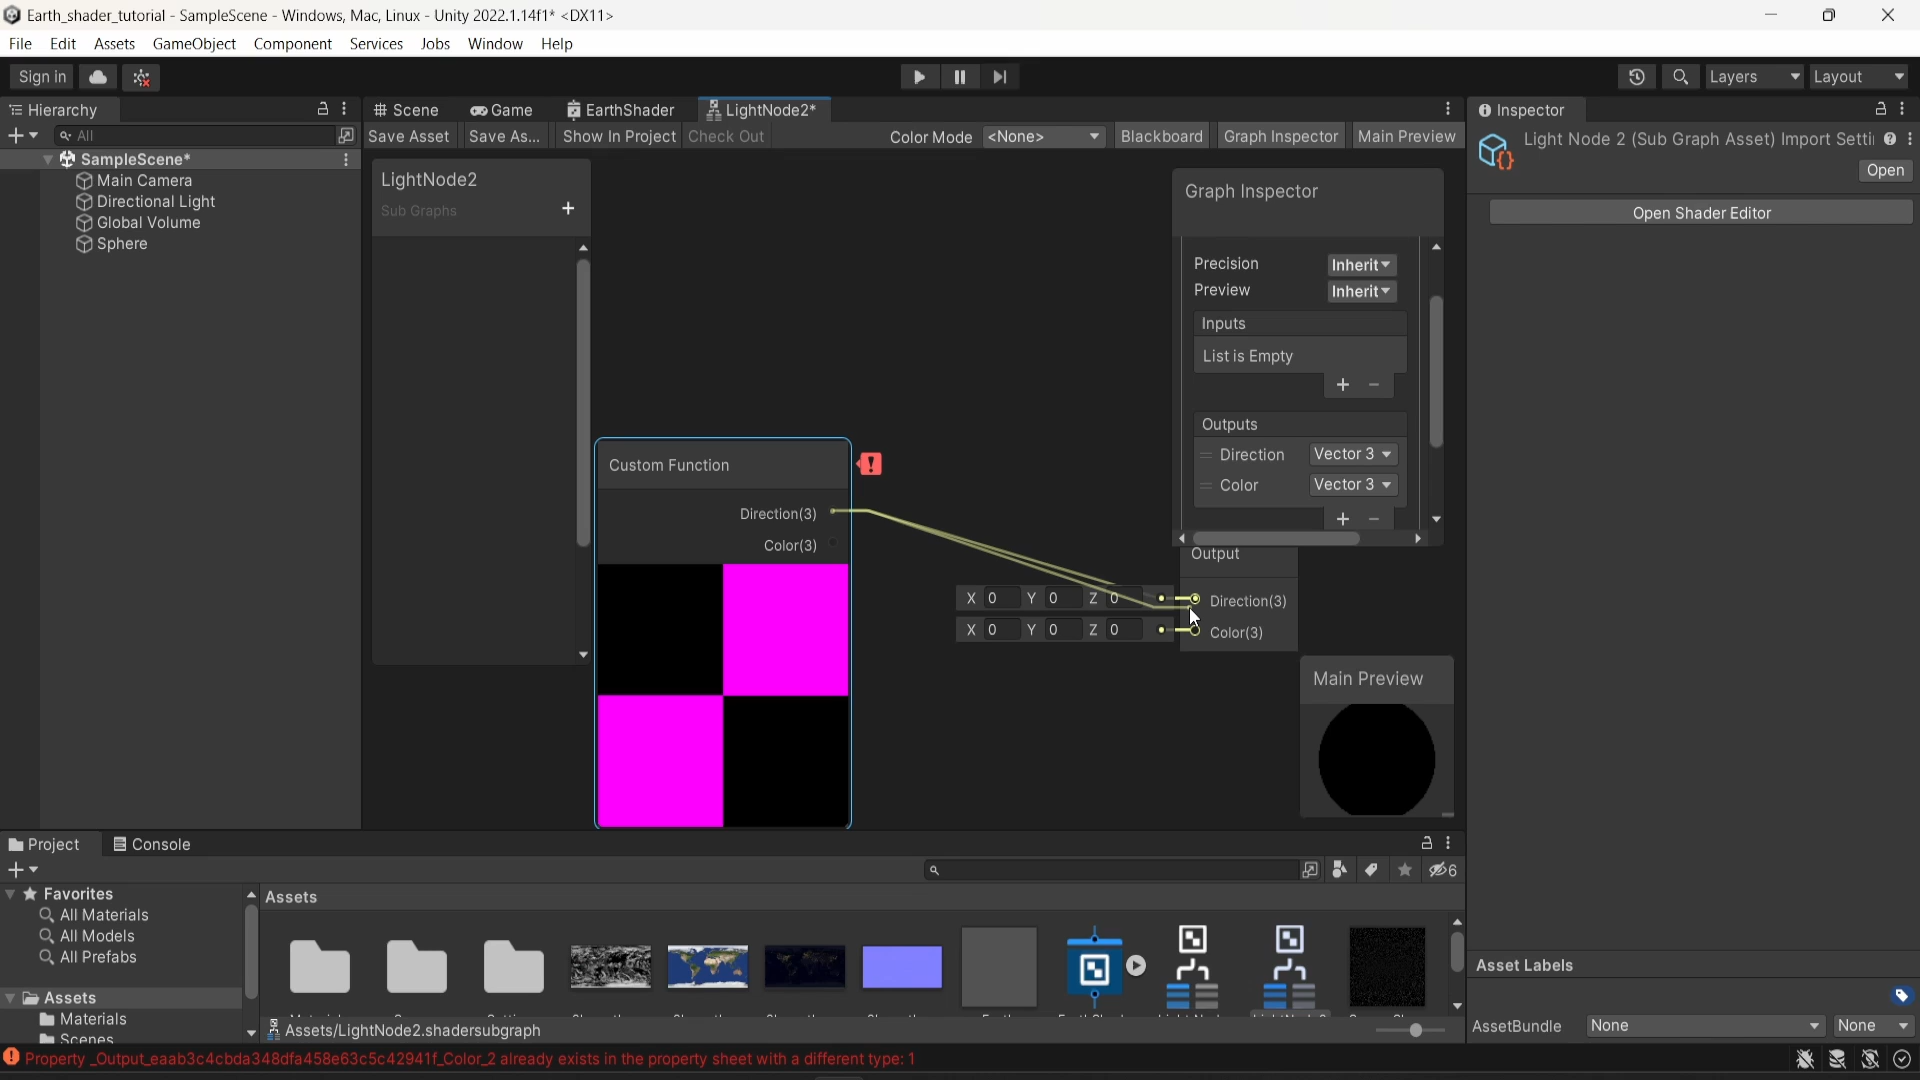 Earth_shader_tutorial - SampleScene - Windows, Mac, Linux - Unity 2022.1.14f1* <DX11>
File Edit Assets GameObject Component Services Jobs Window Help
Sign in Layers Layout
Hierarchy Scene Game EarthShader LightNode2* Inspector
All Save Asset Save As... Show In Project Check Out Color Mode <None> Blackboard Graph Inspector Main Preview
Light Node 2 (Sub Graph Asset) Import Setti
Open
Open Shader Editor
SampleScene*
Main Camera
Directional Light
Global Volume
Sphere
LightNode2
Sub Graphs
Graph Inspector
Precision Inherit
Preview Inherit
Inputs
List is Empty
Outputs
Direction Vector 3
Color Vector 3
Custom Function
Direction(3)
Color(3)
Output
X 0 Y 0 Z 0 Direction(3)
X 0 Y 0 Z 0 Color(3)
Main Preview
Project Console
6
Favorites
All Materials
All Models
All Prefabs
Assets
Materials
Scenes
Assets
Assets/LightNode2.shadersubgraph
Asset Labels
AssetBundle None None
Property _Output_eaab3c4cbda348dfa458e63c5c42941f_Color_2 already exists in the property sheet with a different type: 1